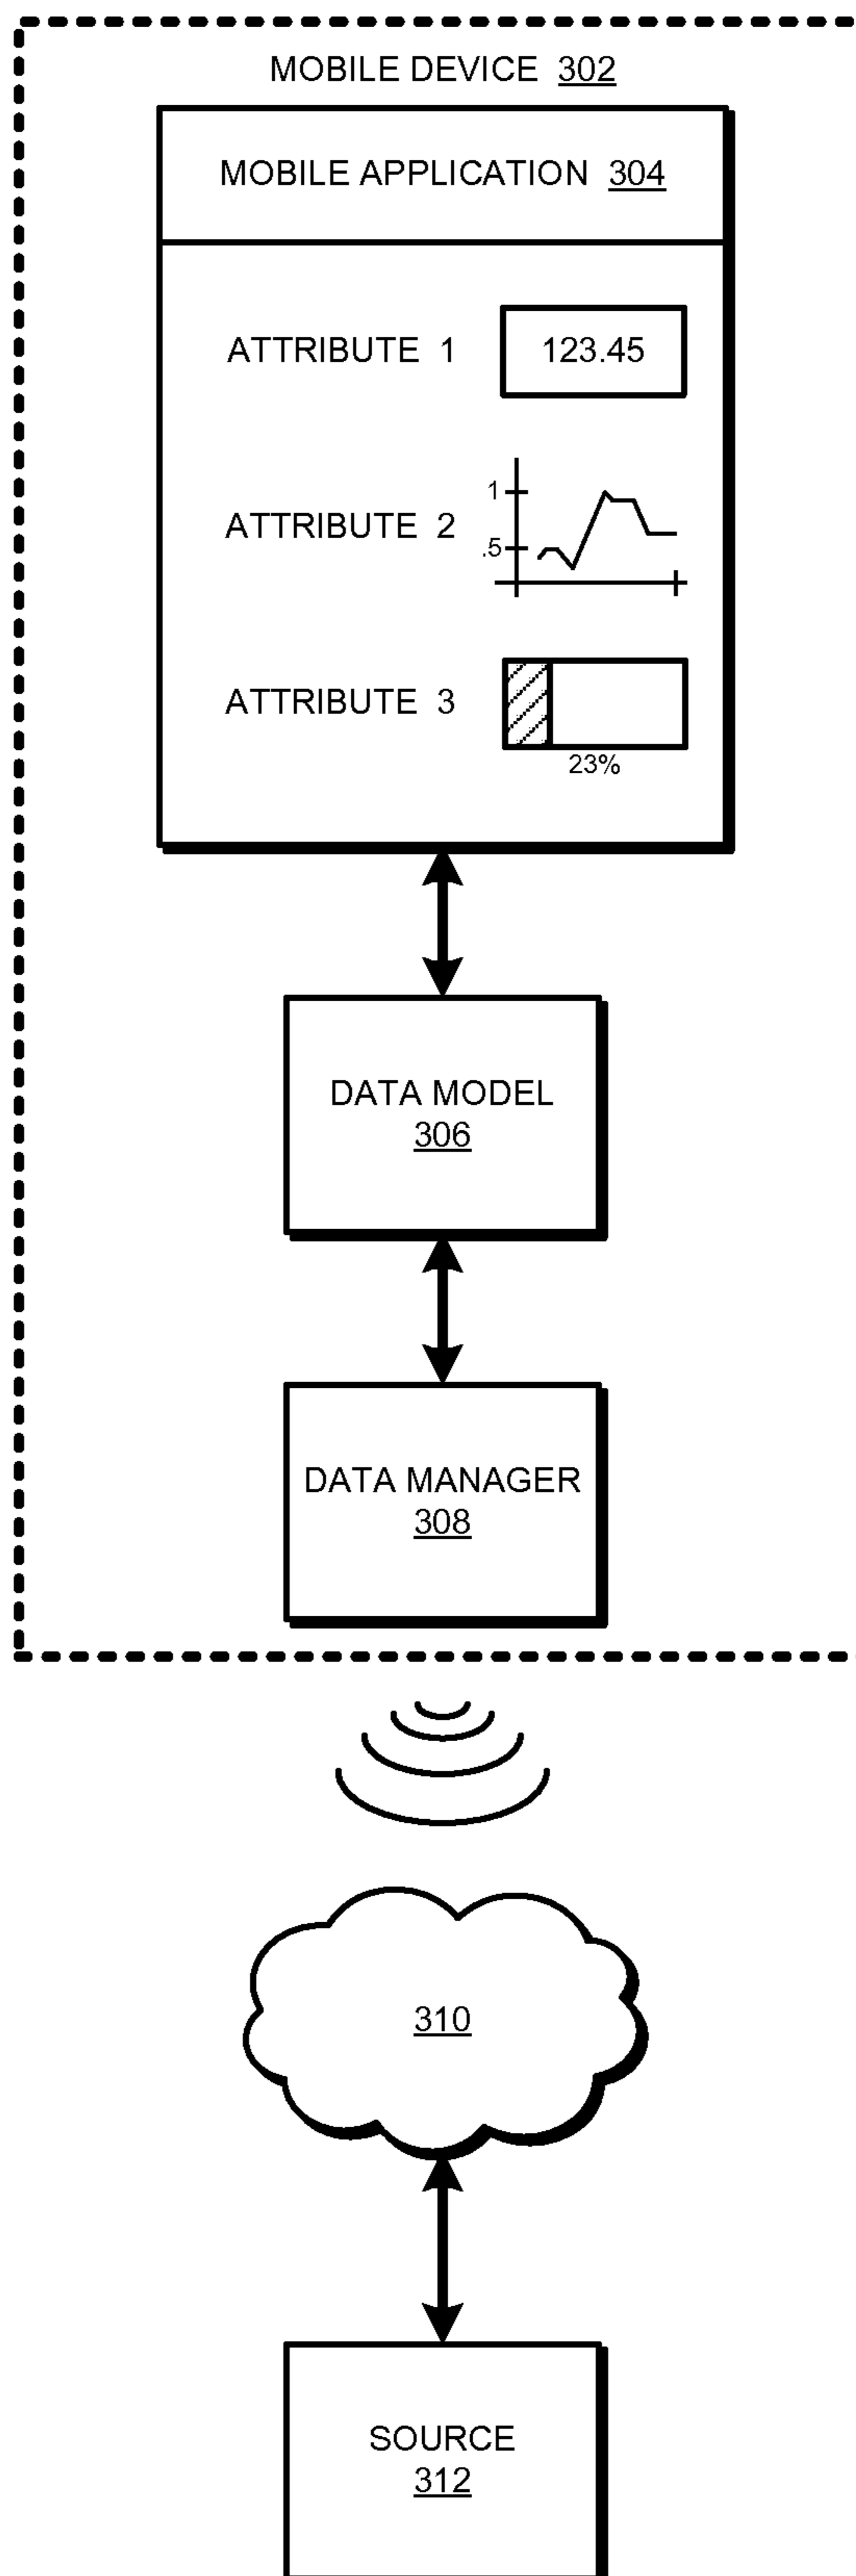 MOBILE DEVICE 302
MOBILE APPLICATION 304
ATTRIBUTE 1 123.45
ATTRIBUTE 2 1
.5
ATTRIBUTE 3
23%
DATA MODEL
306
DATA MANAGER
308
310
SOURCE
312